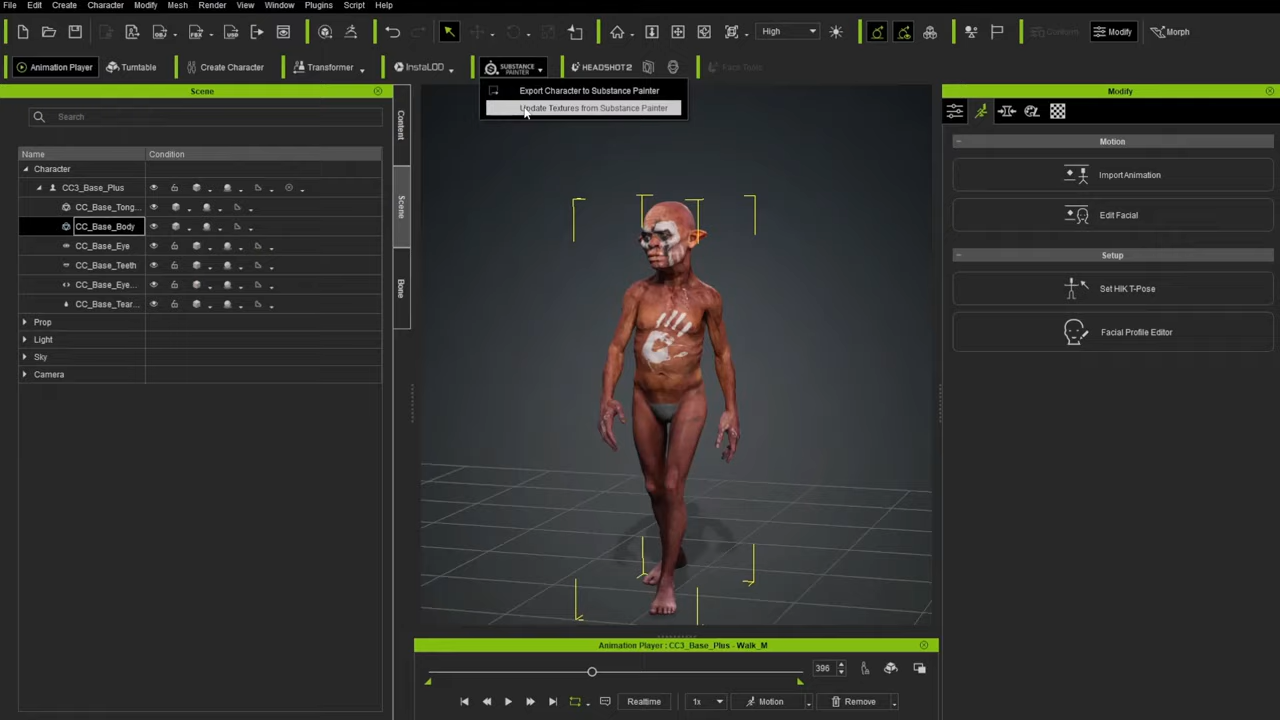 File Edit Create Character Modify Mesh Render View Window Plugins Script Help
High Modify Morph
Animation Player Turntable Create Character Transformer InstaLOD SUBSTANCE PAINTER HEADSHOT2 Face Tools
Export Character to Substance Painter
Update Textures from Substance Painter
Scene
Search
Name Condition
Character
CC3_Base_Plus
CC_Base_Tong...
CC_Base_Body
CC_Base_Eye
CC_Base_Teeth
CC_Base_Eye...
CC_Base_Tear...
Prop
Light
Sky
Camera
Content
Scene
Bone
Modify
Motion
Import Animation
Edit Facial
Setup
Set HIK T-Pose
Facial Profile Editor
Animation Player : CC3_Base_Plus - Walk_M
396
Realtime 1x Motion Remove